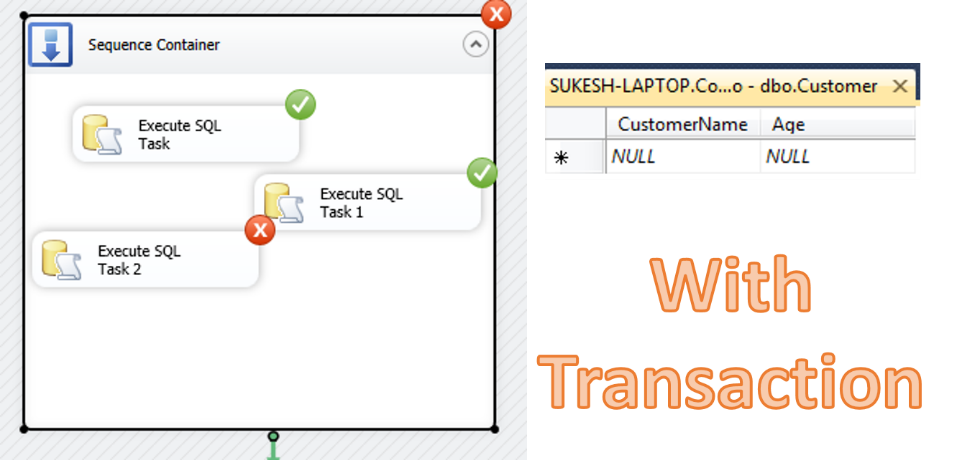 Sequence Container
Execute SQL
Task
Execute SQL
Task 1
Execute SQL
Task 2
SUKESH-LAPTOP.Co...o - dbo.Customer
CustomerName Age
NULL NULL
With
Transaction